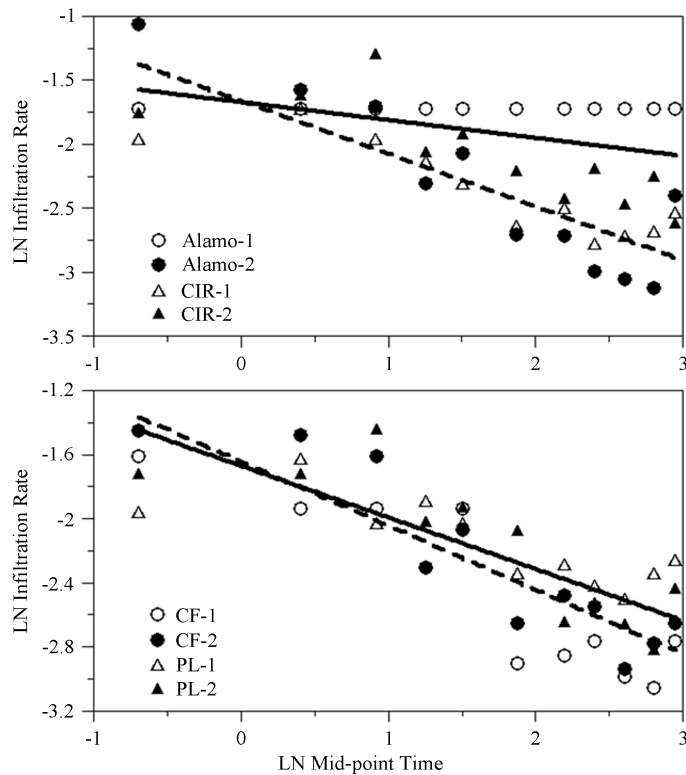 -1
-1.5
-2
-2.5
-3
-3.5
LN Infiltration Rate
Alamo-1
Alamo-2
CIR-1
CIR-2
-1 0 1 2 3
-1.2
-1.6
-2
-2.4
-2.8
-3.2
LN Infiltration Rate
CF-1
CF-2
PL-1
PL-2
-1 0 1 2 3
LN Mid-point Time